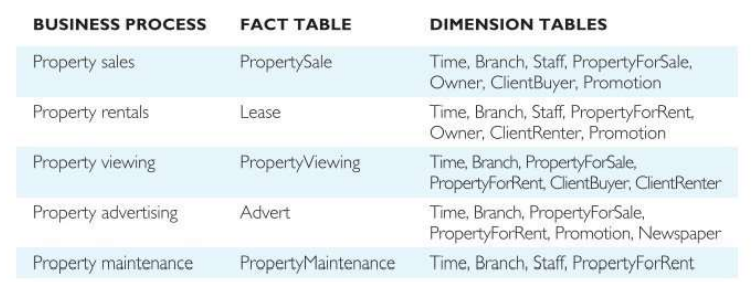 BUSINESS PROCESS FACT TABLE DIMENSION TABLES
Property sales PropertySale Time, Branch, Staff, PropertyForSale,
Owner, ClientBuyer, Promotion
Property rentals Lease Time, Branch, Staff, PropertyForRent,
Owner, ClientRenter, Promotion
Property viewing PropertyViewing Time, Branch, PropertyForSale,
PropertyForRent, ClientBuyer, ClientRenter
Property advertising Advert Time, Branch, PropertyForSale,
PropertyForRent, Promotion, Newspaper
Property maintenance PropertyMaintenance Time, Branch, Staff, PropertyForRent